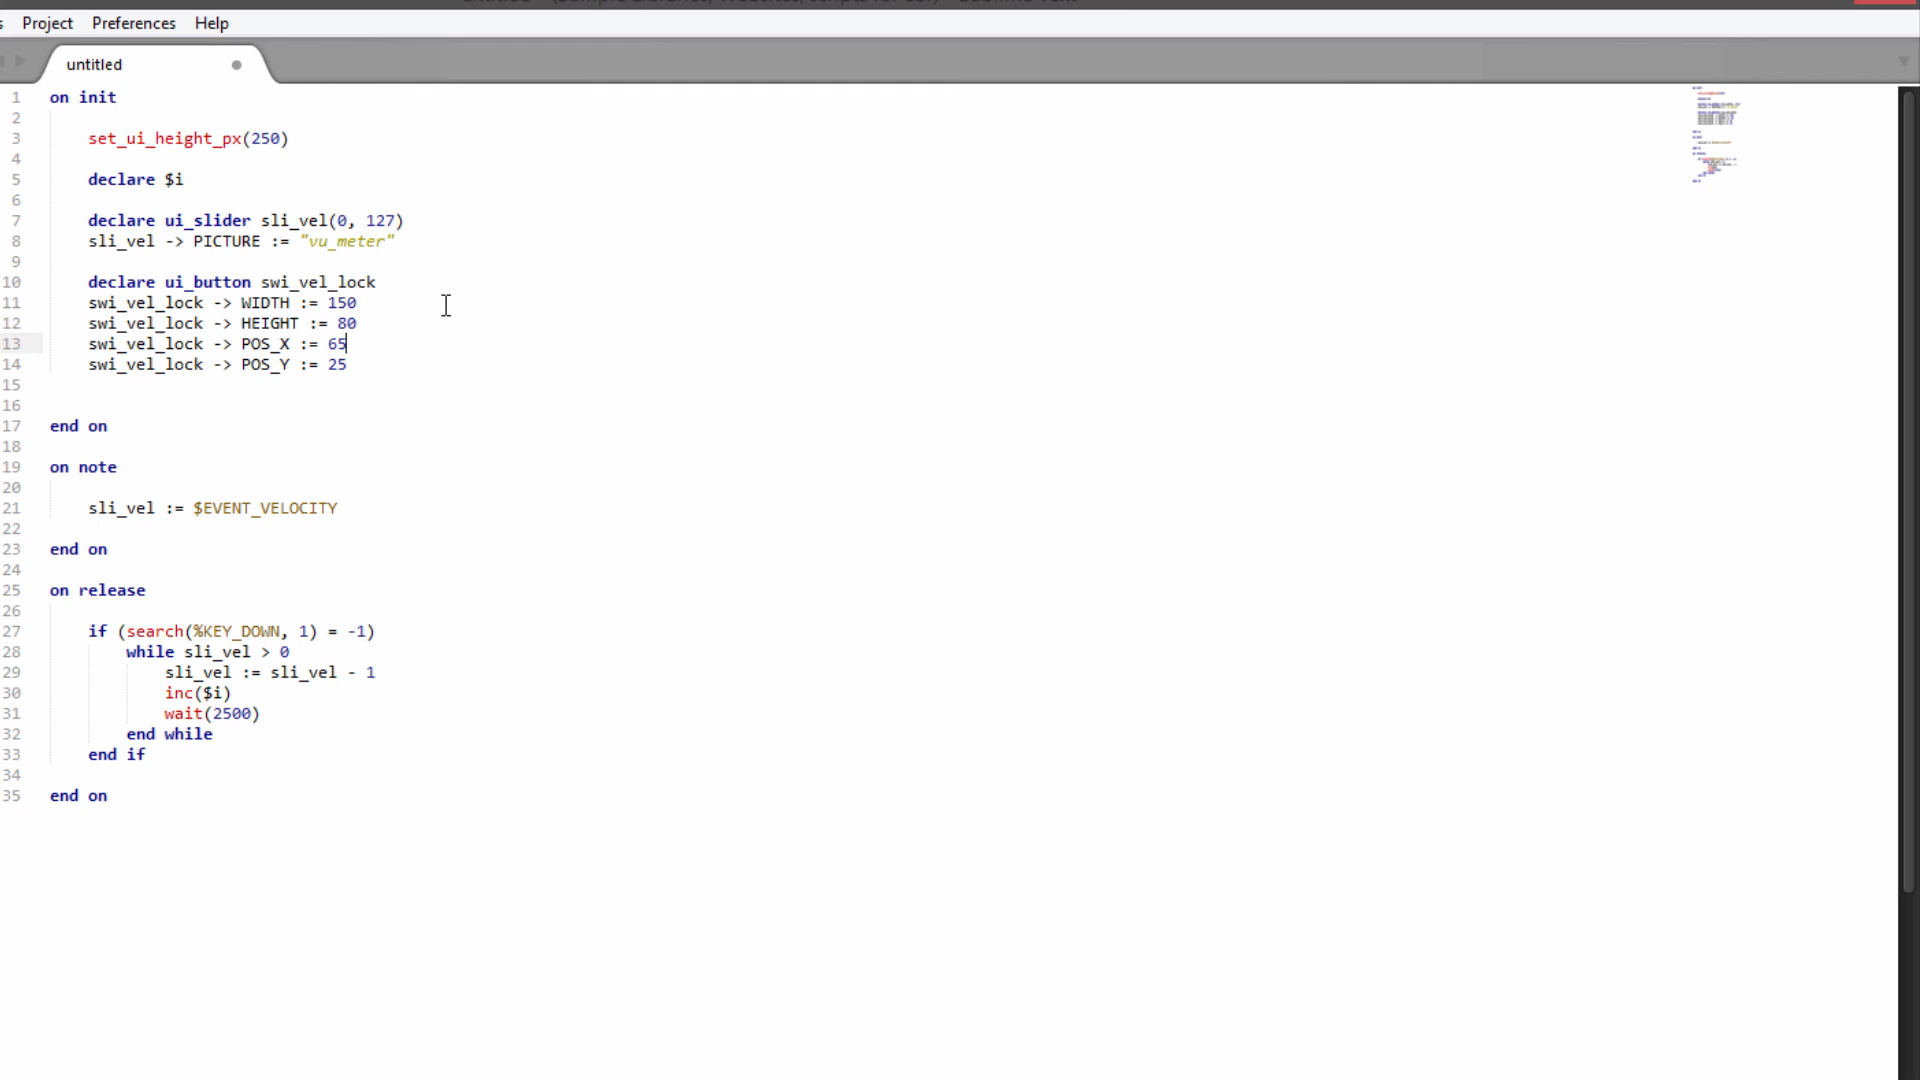 Project Preferences Help
untitled
1 on init
2
3 set_ui_height_px(250)
4
5 declare $i
6
7 declare ui_slider sli_vel(0, 127)
8 sli_vel -> PICTURE := "vu_meter"
9
10 declare ui_button swi_vel_lock
11 swi_vel_lock -> WIDTH := 150
12 swi_vel_lock -> HEIGHT := 80
13 swi_vel_lock -> POS_X := 65
14 swi_vel_lock -> POS_Y := 25
15
16
17 end on
18
19 on note
20
21 sli_vel := $EVENT_VELOCITY
22
23 end on
24
25 on release
26
27 if (search(%KEY_DOWN, 1) = -1)
28 while sli_vel > 0
29 sli_vel := sli_vel - 1
30 inc($i)
31 wait(2500)
32 end while
33 end if
34
35 end on